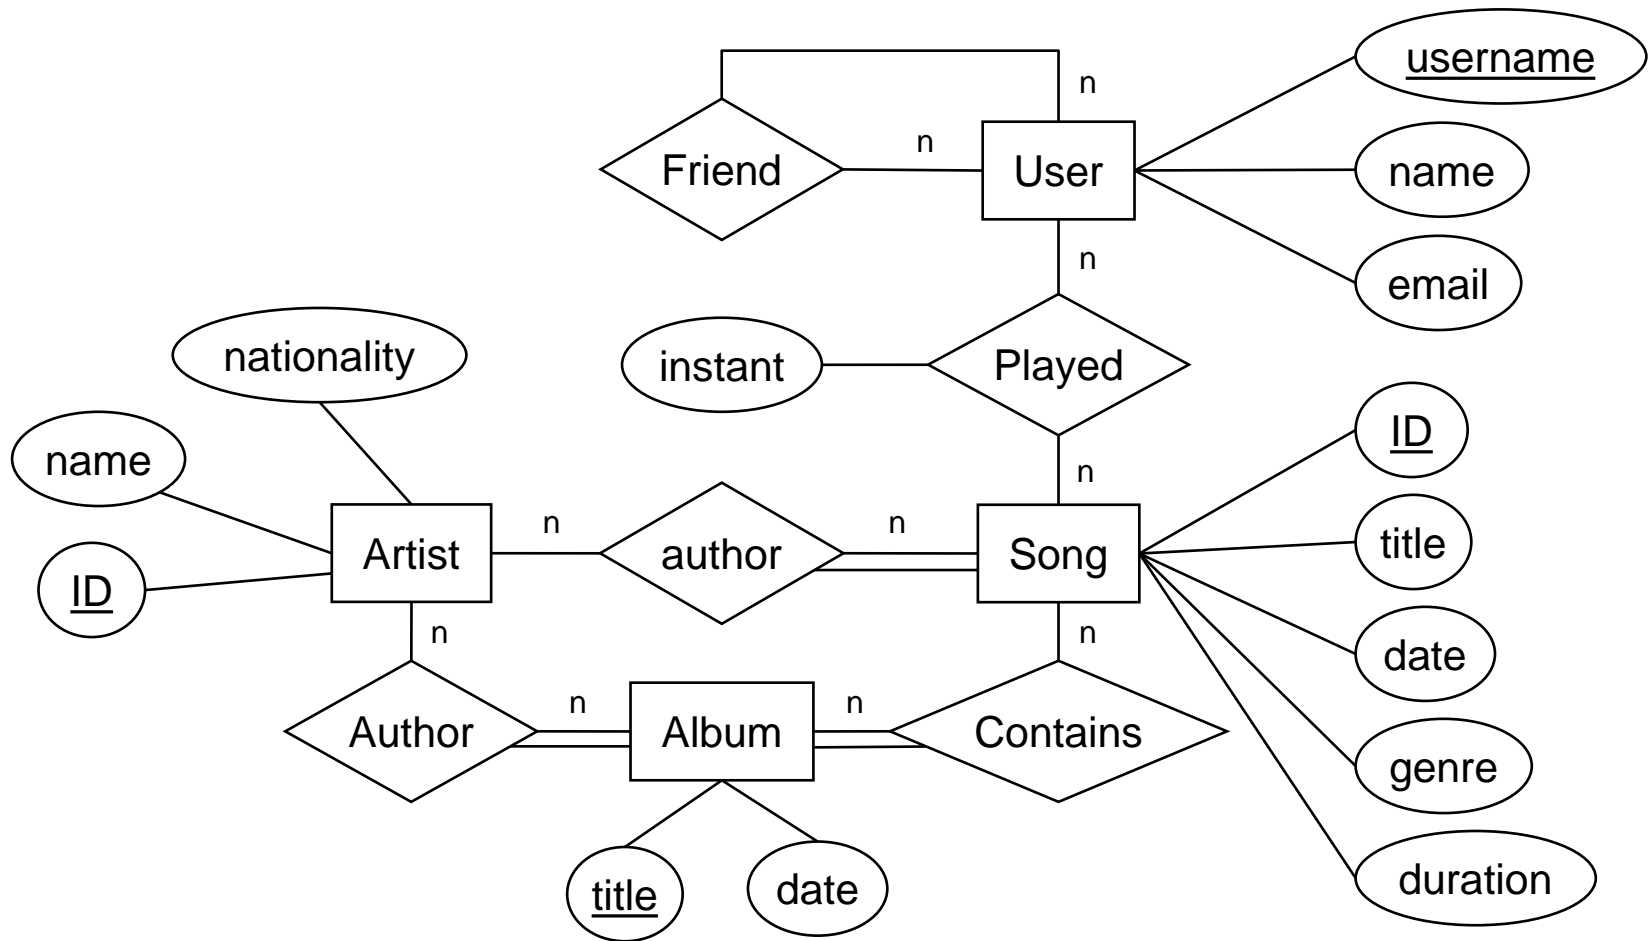 username
n
Friend
n
User
name
n
email
nationality
instant
Played
ID
name
n
n
n
title
Artist
author
Song
ID
n
n
date
n
n
Author
Album
Contains
genre
title
date
duration